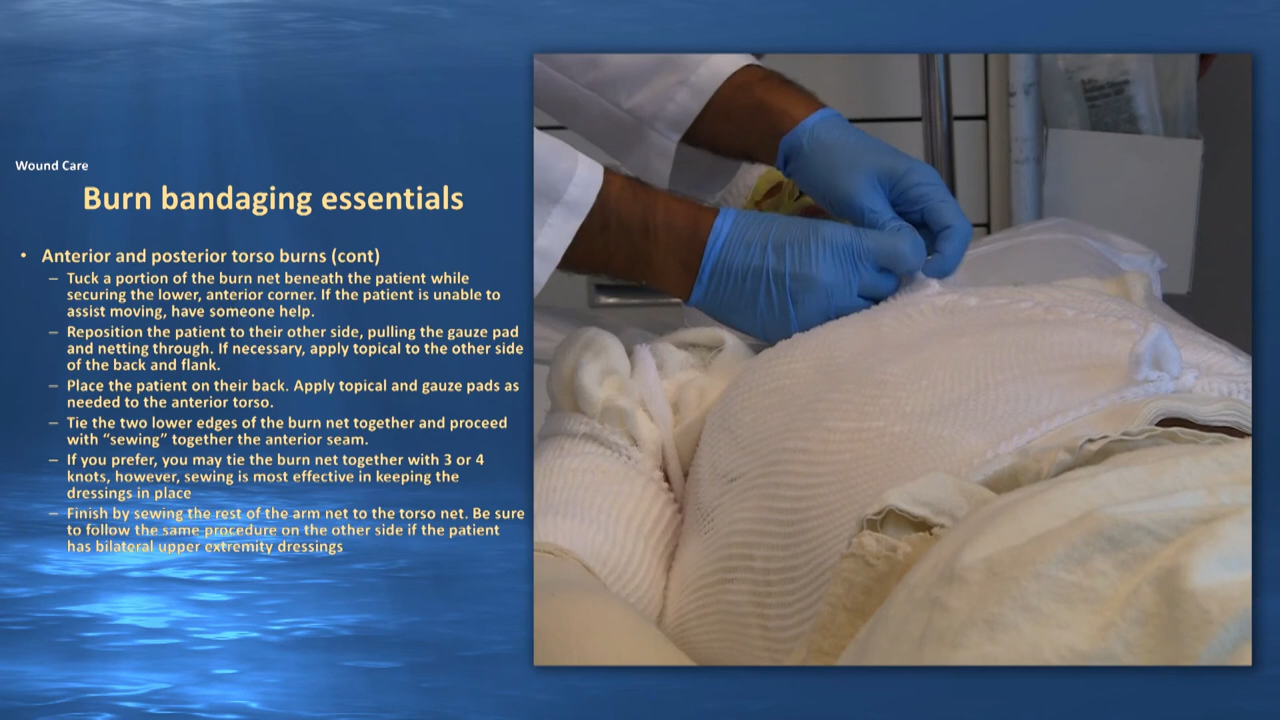 Wound Care
Burn bandaging essentials
• Anterior and posterior torso burns (cont)
– Tuck a portion of the burn net beneath the patient while
securing the lower, anterior corner. If the patient is unable to
assist moving, have someone help.
– Reposition the patient to their other side, pulling the gauze pad
and netting through. If necessary, apply topical to the other side
of the back and flank.
– Place the patient on their back. Apply topical and gauze pads as
needed to the anterior torso.
– Tie the two lower edges of the burn net together and proceed
with “sewing” together the anterior seam.
– If you prefer, you may tie the burn net together with 3 or 4
knots, however, sewing is most effective in keeping the
dressings in place
– Finish by sewing the rest of the arm net to the torso net. Be sure
to follow the same procedure on the other side if the patient
has bilateral upper extremity dressings